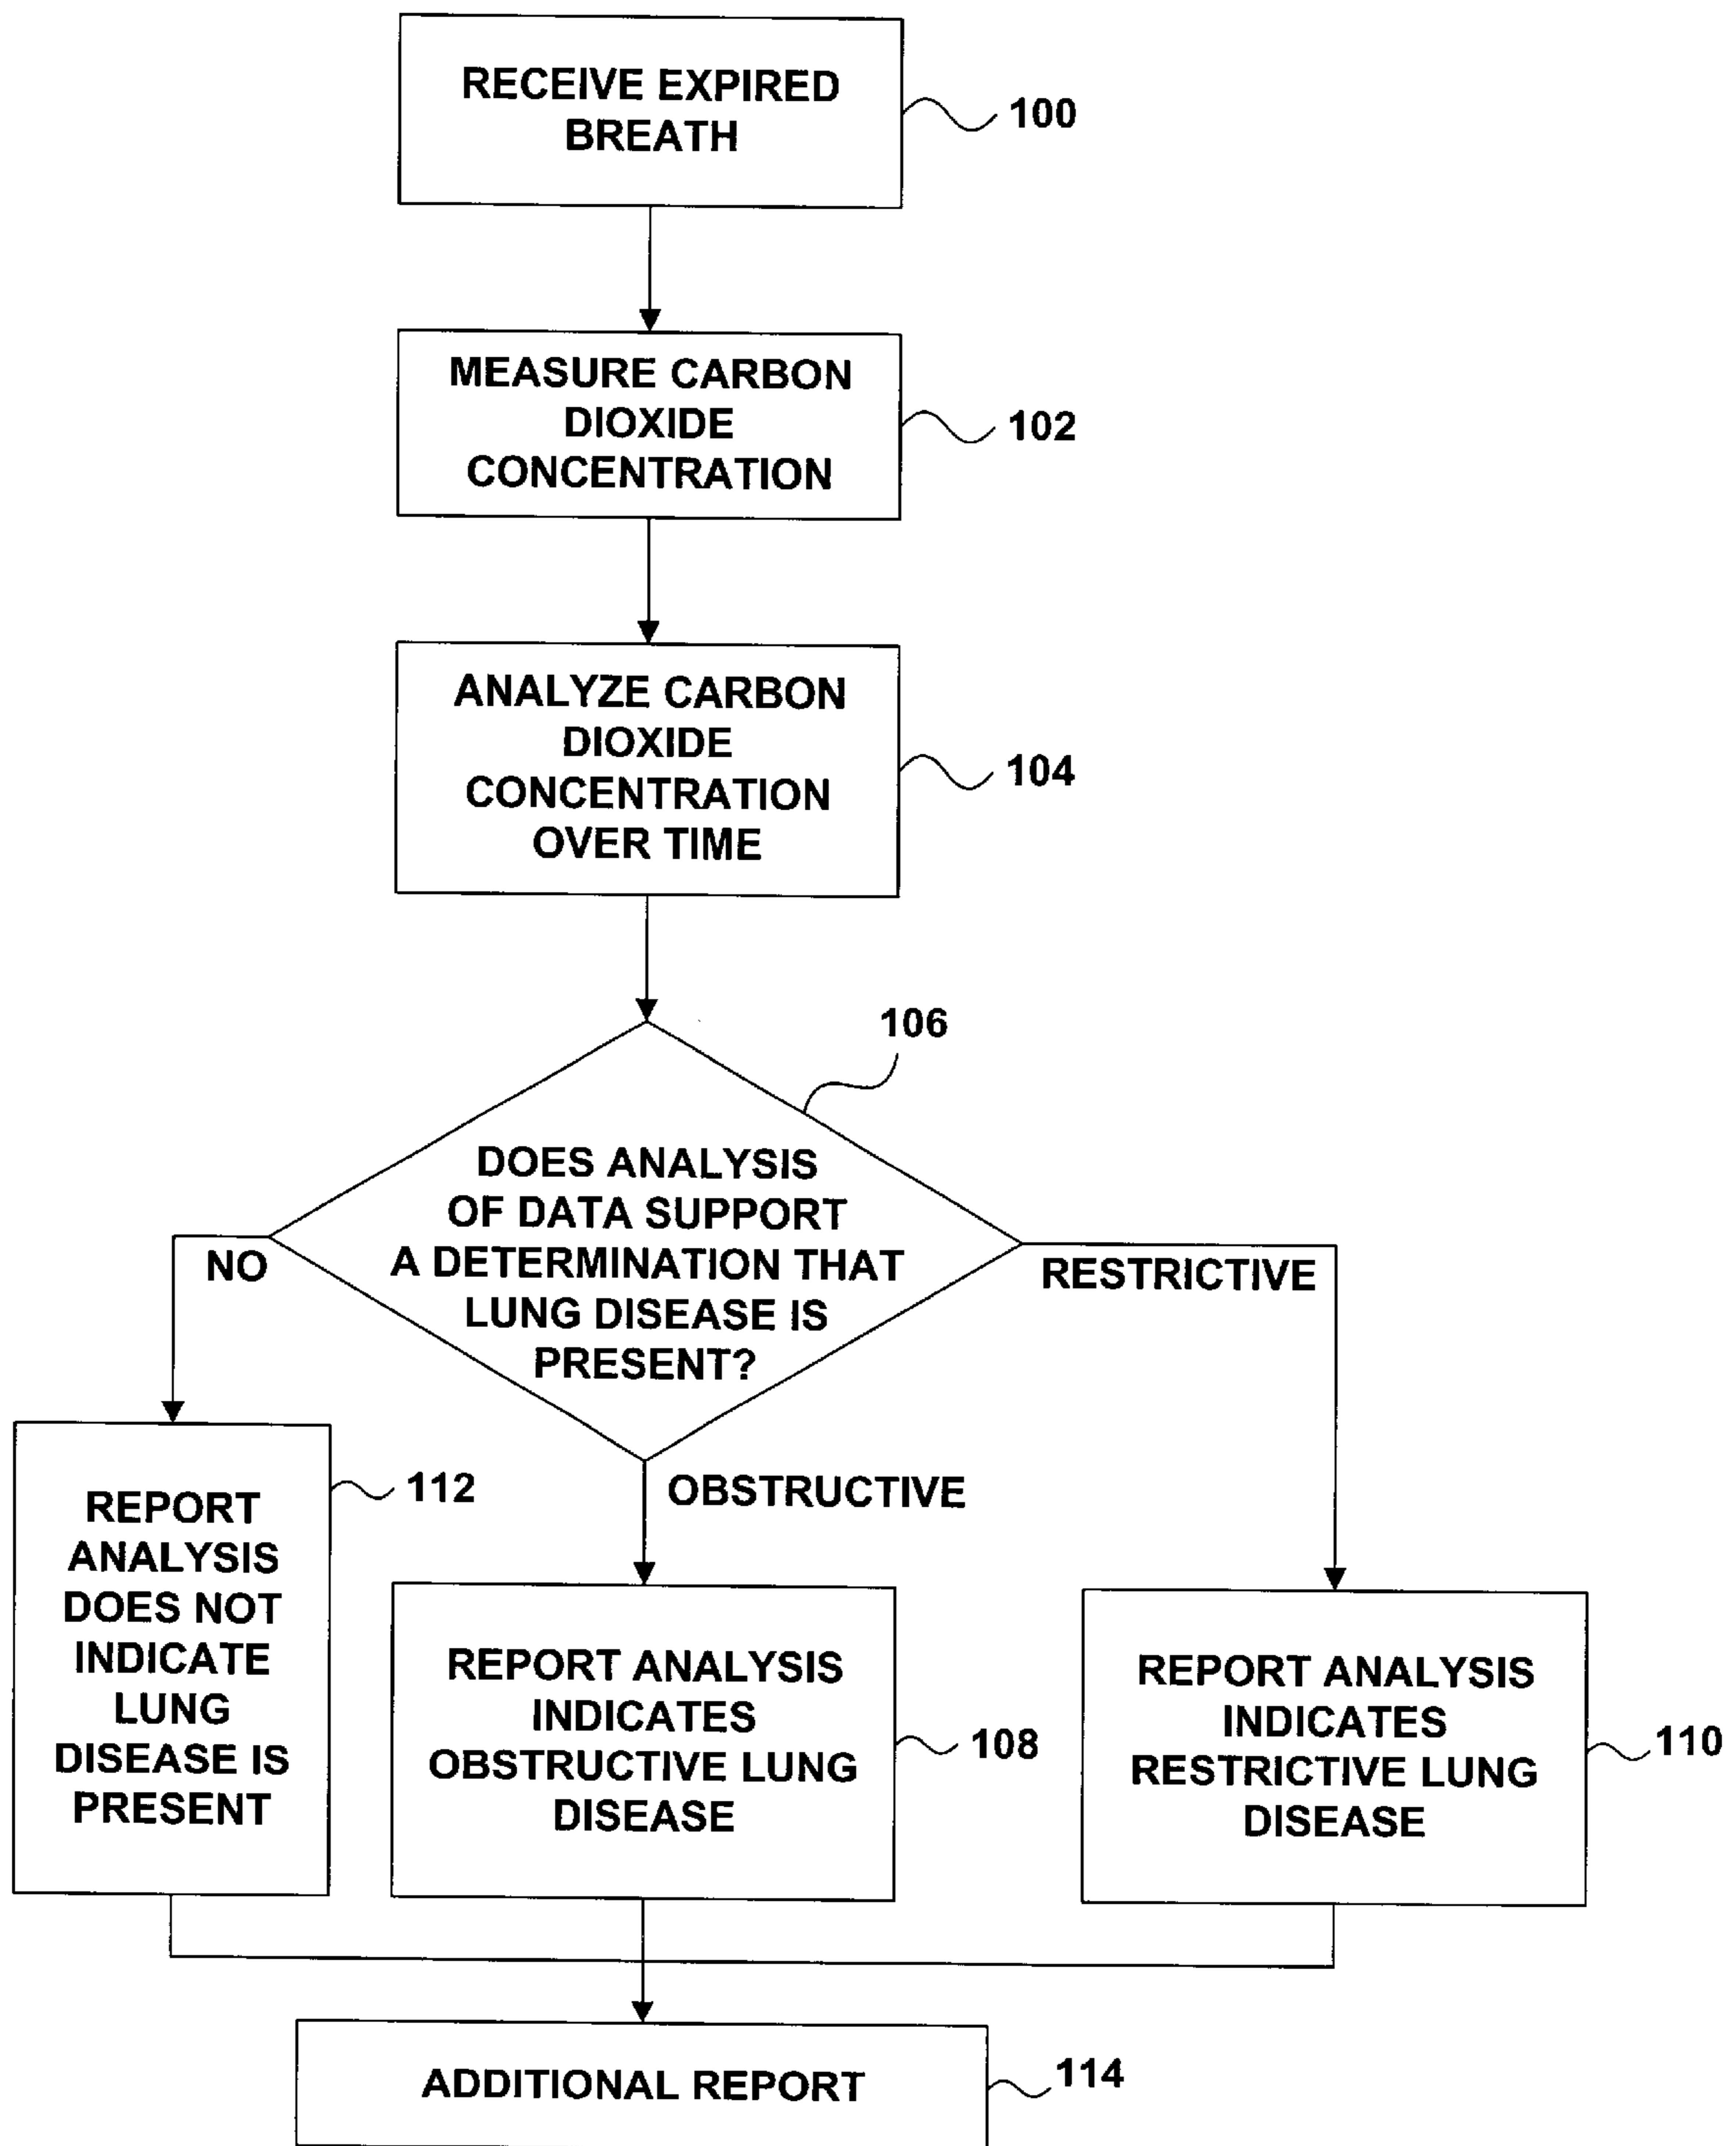 RECEIVE EXPIRED
BREATH
100
MEASURE CARBON
DIOXIDE
CONCENTRATION
102
ANALYZE CARBON
DIOXIDE
CONCENTRATION
OVER TIME
104
106
DOES ANALYSIS
OF DATA SUPPORT
A DETERMINATION THAT
LUNG DISEASE IS
PRESENT?
NO
RESTRICTIVE
OBSTRUCTIVE
REPORT
ANALYSIS
DOES NOT
INDICATE
LUNG
DISEASE IS
PRESENT
112
REPORT ANALYSIS
INDICATES
OBSTRUCTIVE LUNG
DISEASE
108
REPORT ANALYSIS
INDICATES
RESTRICTIVE LUNG
DISEASE
110
ADDITIONAL REPORT
114